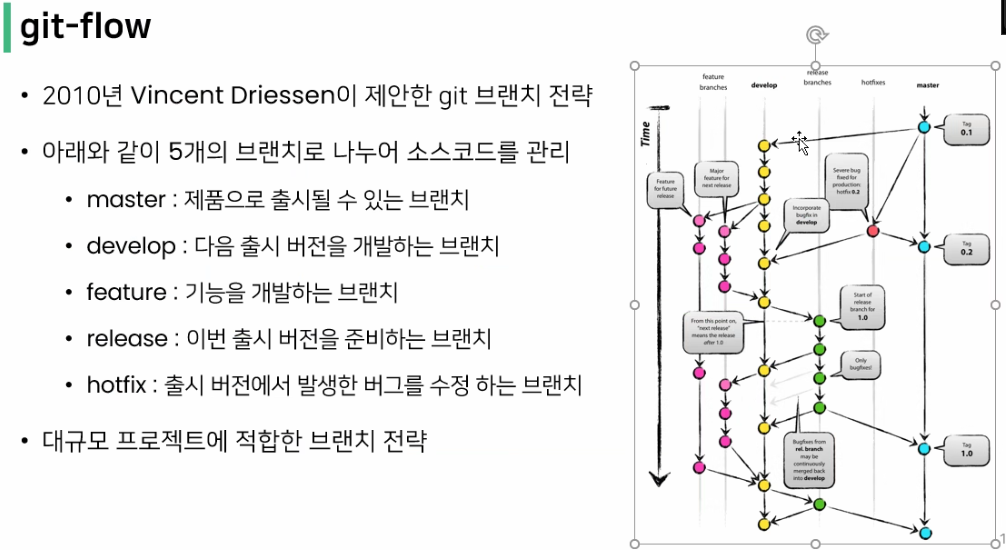 git-flow
• 2010년 Vincent Driessen이 제안한 git 브랜치 전략
• 아래와 같이 5개의 브랜치로 나누어 소스코드를 관리
• master : 제품으로 출시될 수 있는 브랜치
• develop : 다음 출시 버전을 개발하는 브랜치
• feature : 기능을 개발하는 브랜치
• release : 이번 출시 버전을 준비하는 브랜치
• hotfix : 출시 버전에서 발생한 버그를 수정 하는 브랜치
• 대규모 프로젝트에 적합한 브랜치 전략
feature
branches
develop
release
branches
hotfixes
master
Time
Tag
0.1
Feature
for future
release
Major
feature for
next release
Severe bug
fixed for
production:
hotfix 0.2
Incorporate
bugfix in
develop
Tag
0.2
Start of
release
branch for
1.0
From this point on,
"next release"
means the release
after 1.0
Only
bugfixes!
Bugfixes from
rel. branch
may be
continuously
merged back
into develop
Tag
1.0